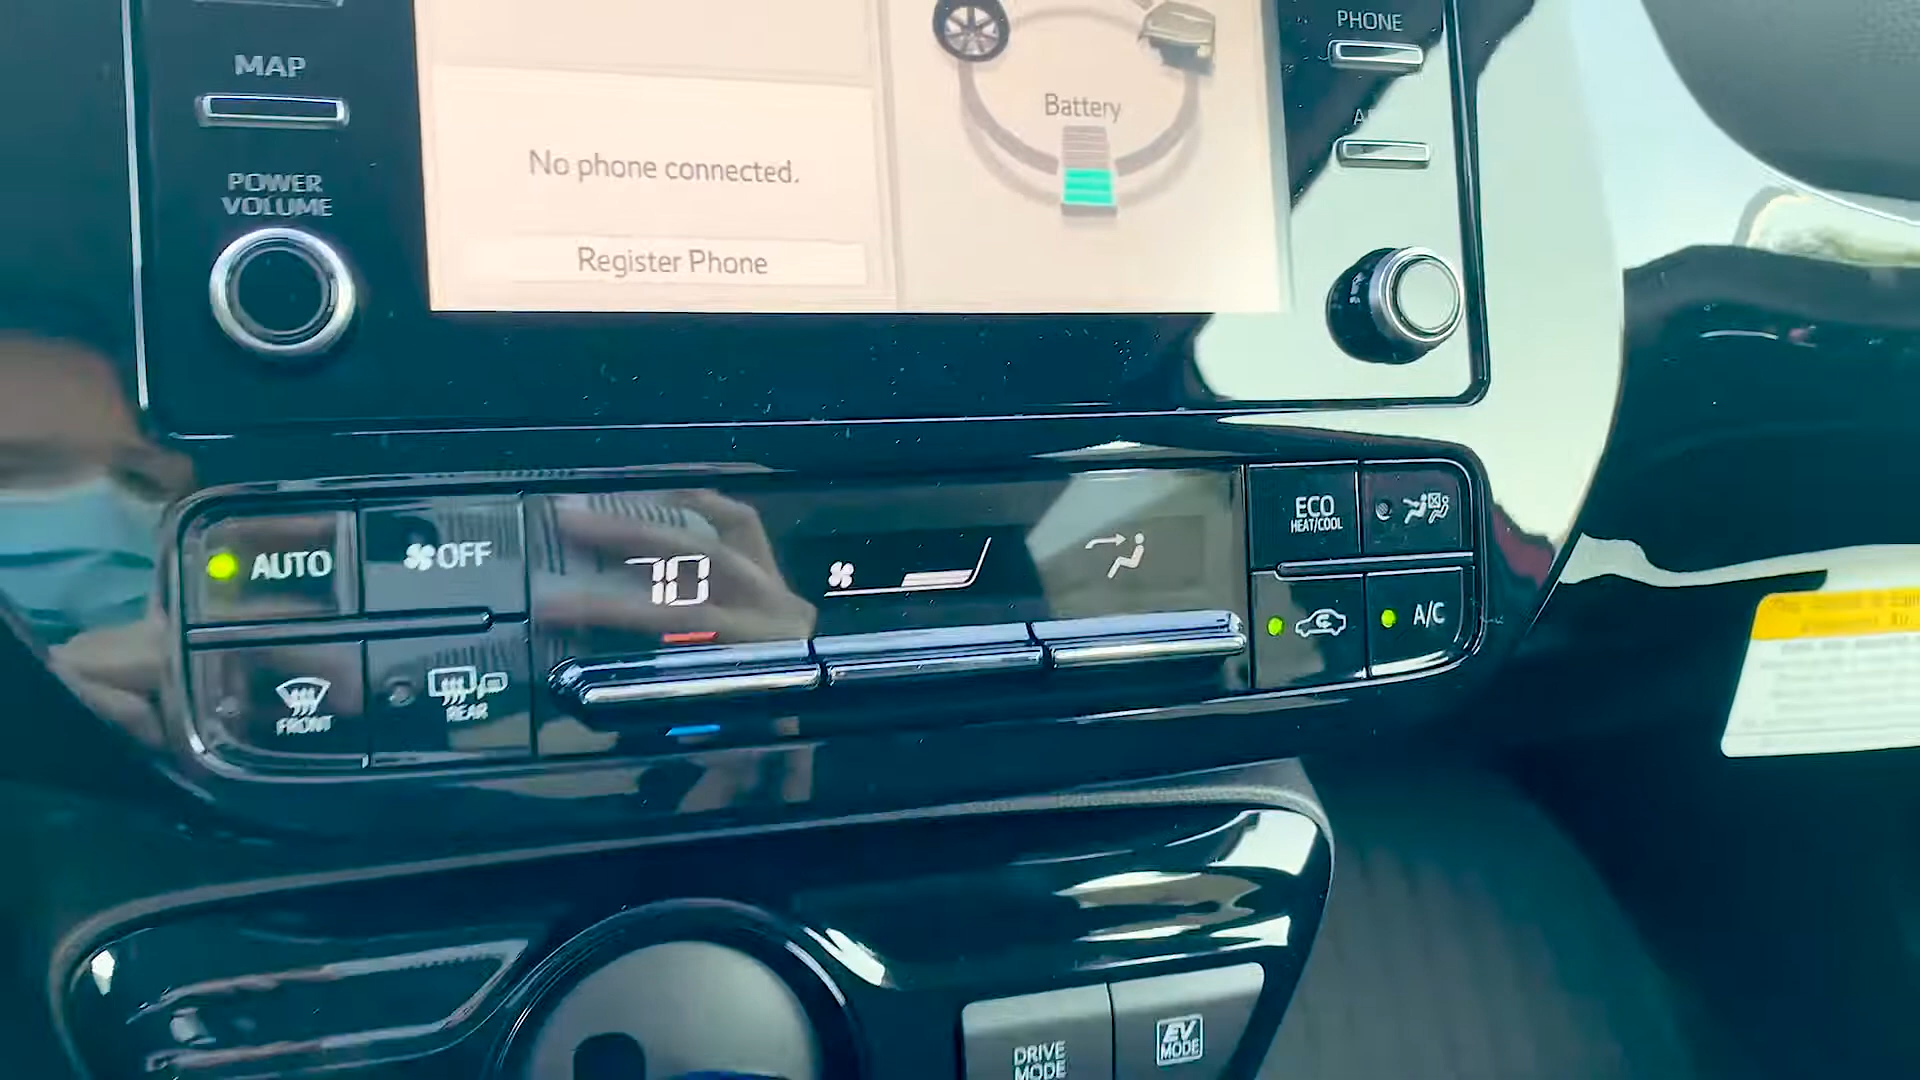 MAP
POWER
VOLUME
No phone connected.
Register Phone
Battery
PHONE
AUTO
OFF
FRONT
REAR
70
ECO
HEAT/COOL
A/C
DRIVE
MODE
EV
MODE